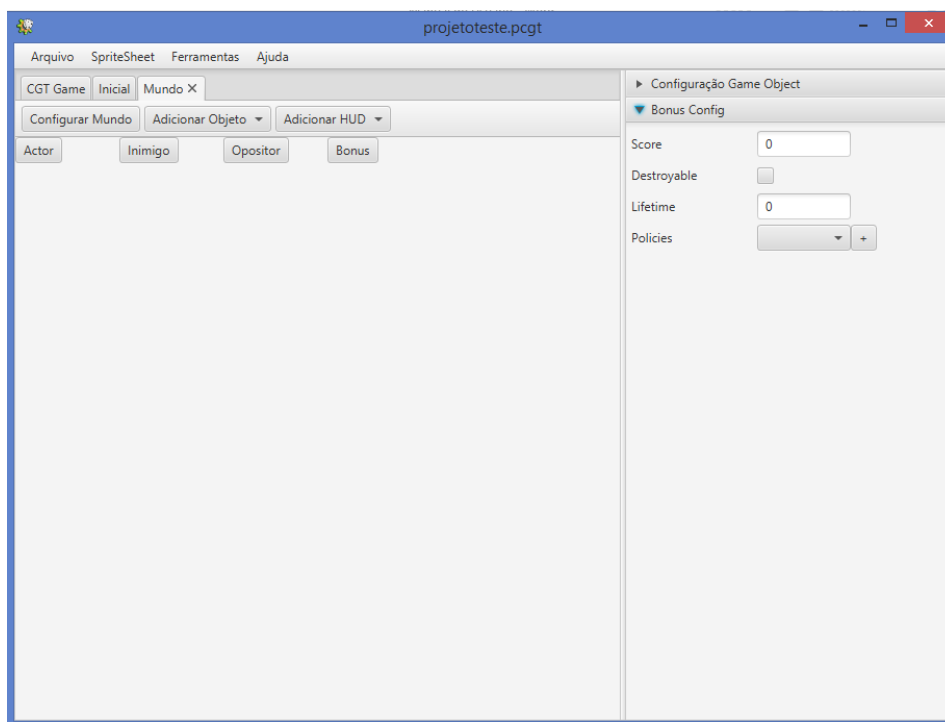 projetoteste.pcgt
Arquivo SpriteSheet Ferramentas Ajuda
CGT Game Inicial Mundo
Configurar Mundo Adicionar Objeto Adicionar HUD
Actor Inimigo Opositor Bonus
Configuração Game Object
Bonus Config
Score 0
Destroyable
Lifetime 0
Policies +